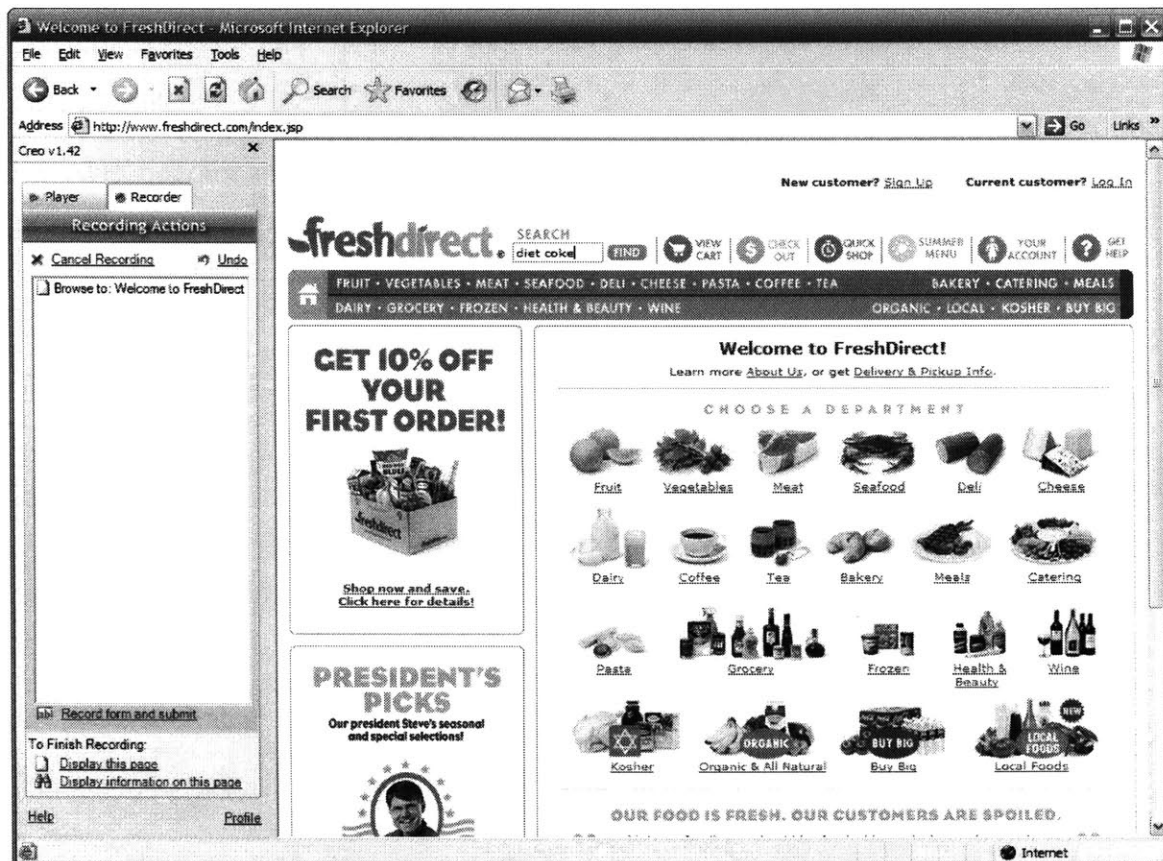 Welcome to FreshDirect - Microsoft Internet Explorer
File Edit View Favorites Tools Help
Back Search Favorites
Address http://www.freshdirect.com/index.jsp Go Links »
Creo v1.42
Player Recorder
Recording Actions
Cancel Recording Undo
Browse to: Welcome to FreshDirect
Record form and submit
To Finish Recording:
Display this page
Display information on this page
Help Profile
New customer? Sign Up Current customer? Log In
freshdirect.
SEARCH
diet coke FIND
VIEW CART
CHECK OUT
QUICK SHOP
SUMMER MENU
YOUR ACCOUNT
GET HELP
FRUIT • VEGETABLES • MEAT • SEAFOOD • DELI • CHEESE • PASTA • COFFEE • TEA BAKERY • CATERING • MEALS
DAIRY • GROCERY • FROZEN • HEALTH & BEAUTY • WINE ORGANIC • LOCAL • KOSHER • BUY BIG
GET 10% OFF
YOUR
FIRST ORDER!
freshdirect
Shop now and save.
Click here for details!
PRESIDENT'S
PICKS
Our president Steve's seasonal
and special selections!
Welcome to FreshDirect!
Learn more About Us, or get Delivery & Pickup Info.
CHOOSE A DEPARTMENT
Fruit Vegetables Meat Seafood Deli Cheese
Dairy Coffee Tea Bakery Meals Catering
Pasta Grocery Frozen Health & Beauty Wine
ORGANIC BUY BIG NEW LOCAL FOODS
Kosher Organic & All Natural Buy Big Local Foods
OUR FOOD IS FRESH. OUR CUSTOMERS ARE SPOILED.
Internet